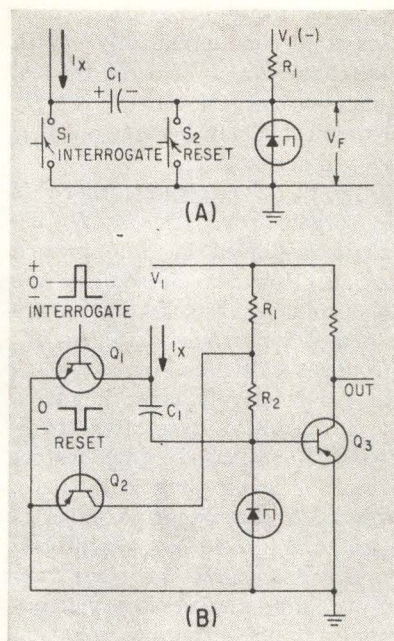 V₁(-)
Iₓ
R₁
C₁
+ -
S₁
S₂
INTERROGATE
RESET
V_F
(A)
+
0
-
INTERROGATE
V₁
R₁
Iₓ
Q₁
0
-
RESET
C₁
R₂
OUT
Q₃
Q₂
(B)